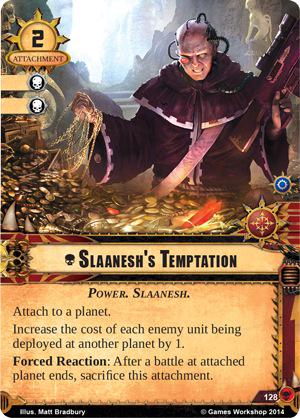 2
ATTACHMENT
SLAANESH'S TEMPTATION
POWER. SLAANESH.
Attach to a planet.
Increase the cost of each enemy unit being
deployed at another planet by 1.
Forced Reaction: After a battle at attached
planet ends, sacrifice this attachment.
128
Illus. Matt Bradbury
© Games Workshop 2014